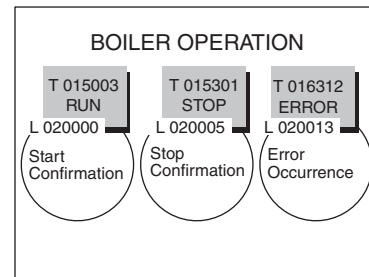 BOILER OPERATION
T 015003
RUN
T 015301
STOP
T 016312
ERROR
L 020000
L 020005
L 020013
Start
Confirmation
Stop
Confirmation
Error
Occurrence